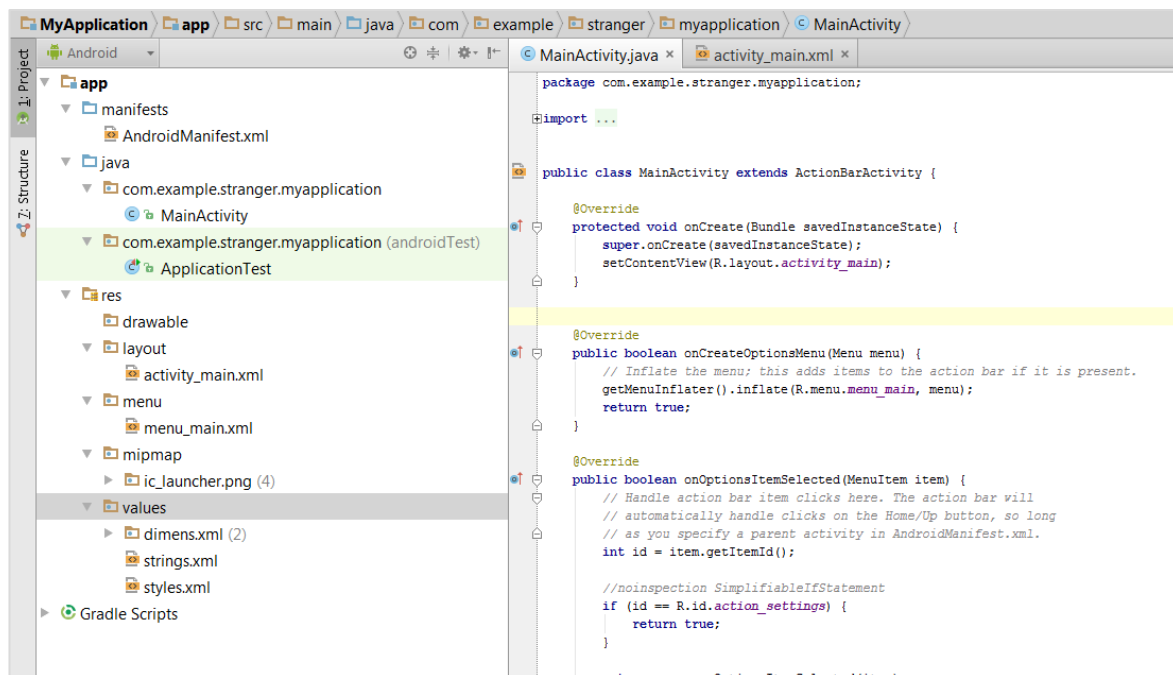 MyApplication app src main java com example stranger myapplication MainActivity
1: Project
Z: Structure
Android
app
manifests
AndroidManifest.xml
java
com.example.stranger.myapplication
MainActivity
com.example.stranger.myapplication (androidTest)
ApplicationTest
res
drawable
layout
activity_main.xml
menu
menu_main.xml
mipmap
ic_launcher.png (4)
values
dimens.xml (2)
strings.xml
styles.xml
Gradle Scripts
MainActivity.java × activity_main.xml ×
package com.example.stranger.myapplication;
import ...
public class MainActivity extends ActionBarActivity {
@Override
protected void onCreate(Bundle savedInstanceState) {
super.onCreate(savedInstanceState);
setContentView(R.layout.activity_main);
}
@Override
public boolean onCreateOptionsMenu(Menu menu) {
// Inflate the menu; this adds items to the action bar if it is present.
getMenuInflater().inflate(R.menu.menu_main, menu);
return true;
}
@Override
public boolean onOptionsItemSelected(MenuItem item) {
// Handle action bar item clicks here. The action bar will
// automatically handle clicks on the Home/Up button, so long
// as you specify a parent activity in AndroidManifest.xml.
int id = item.getItemId();
//noinspection SimplifiableIfStatement
if (id == R.id.action_settings) {
return true;
}